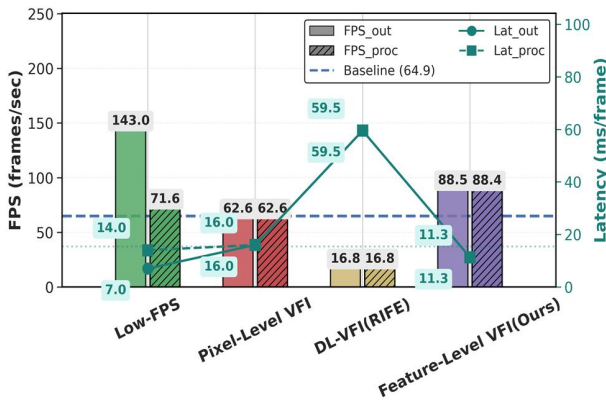 FPS (frames/sec)
250
200
150
100
50
0
FPS_out
FPS_proc
Baseline (64.9)
Lat_out
Lat_proc
100
80
60
40
20
0
Latency (ms/frame)
143.0
71.6
62.6 62.6
16.8 16.8
88.5 88.4
59.5
59.5
14.0
16.0
11.3
7.0
16.0
11.3
Low-FPS
Pixel-Level VFI
DL-VFI(RIFE)
Feature-Level VFI(Ours)